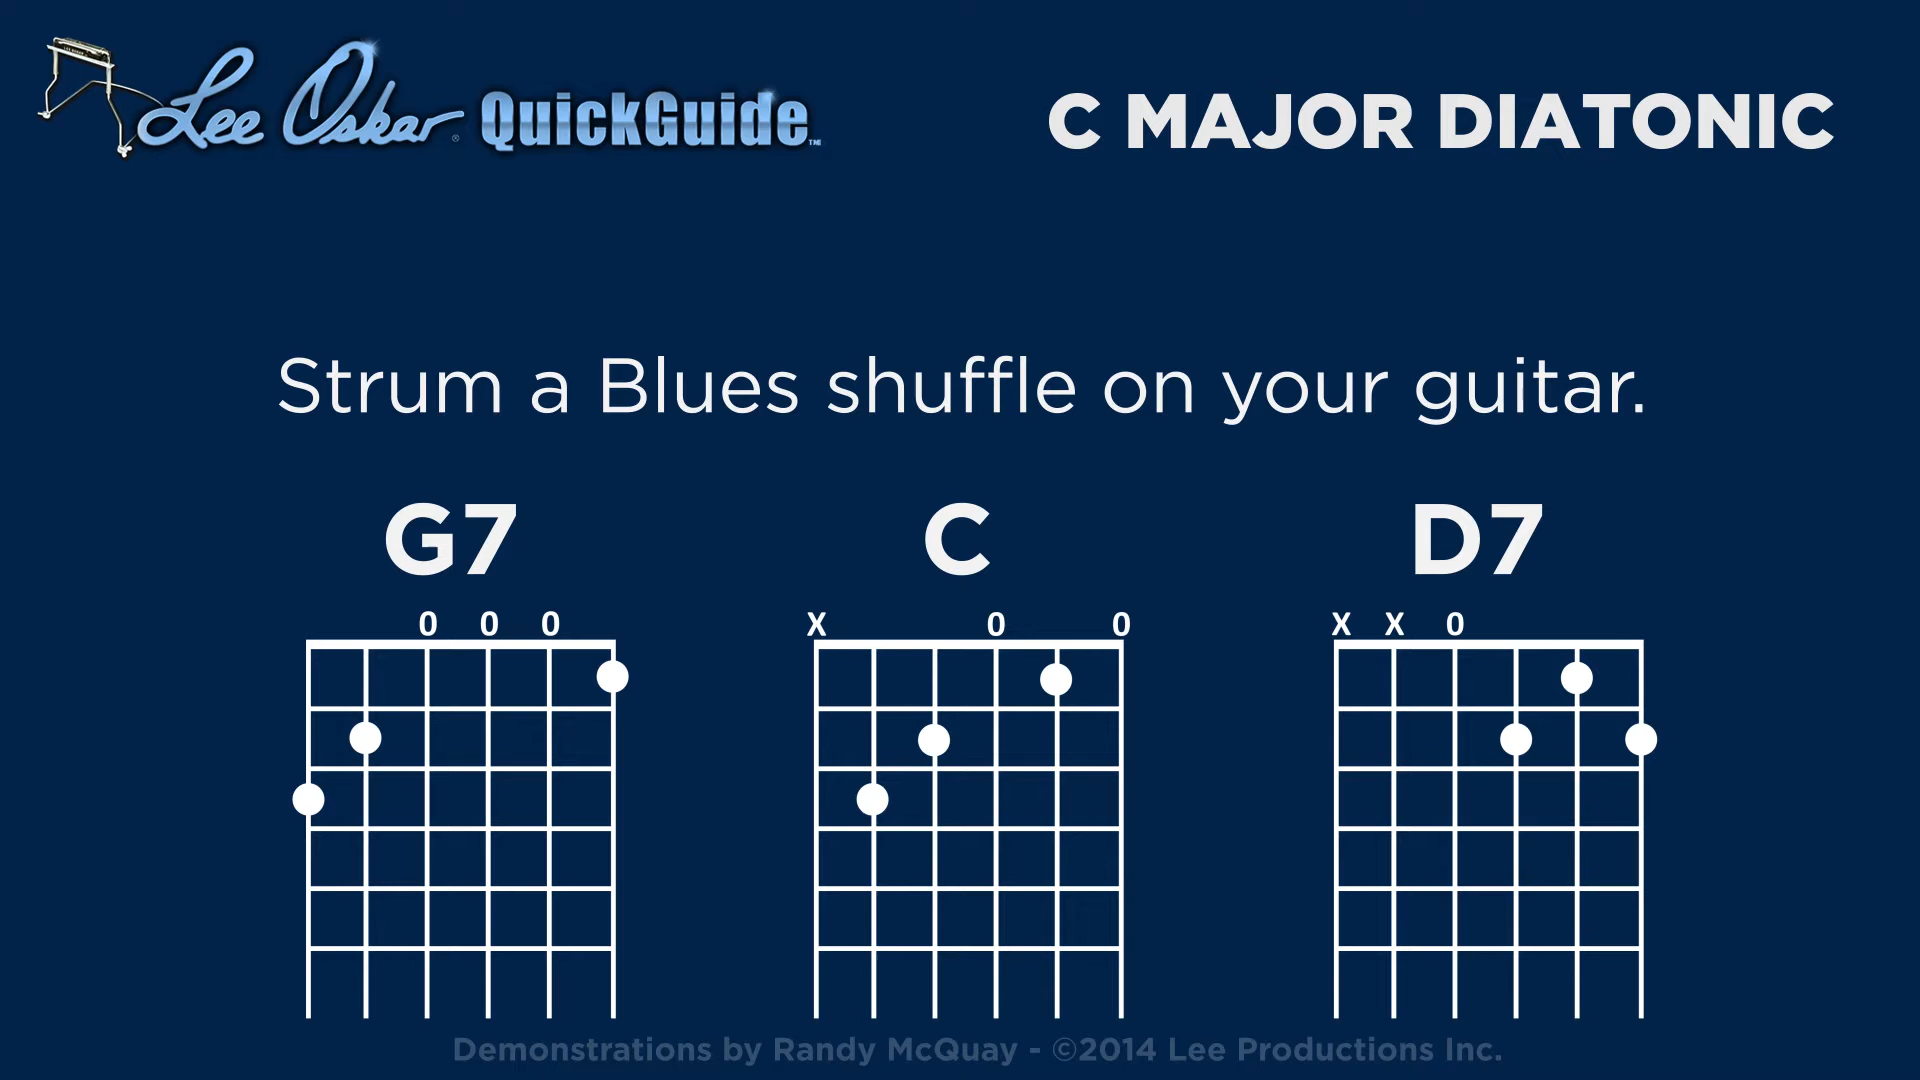 Lee Oskar® QuickGuide™
C MAJOR DIATONIC
Strum a Blues shuffle on your guitar.
G7 C D7
0 0 0 X 0 0 X X 0
Demonstrations by Randy McQuay - ©2014 Lee Productions Inc.